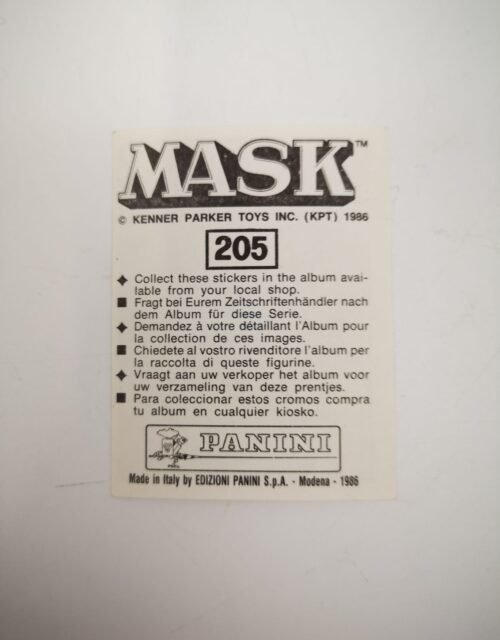 MASK™
© KENNER PARKER TOYS INC. (KPT) 1986
205
◆ Collect these stickers in the album avai-
lable from your local shop.
■ Fragt bei Eurem Zeitschriftenhändler nach
dem Album für diese Serie.
◆ Demandez à votre détaillant l'Album pour
la collection de ces images.
■ Chiedete al vostro rivenditore l'album per
la raccolta di queste figurine.
◆ Vraagt aan uw verkoper het album voor
uw verzameling van deze prentjes.
■ Para coleccionar estos cromos compra
tu album en cualquier kiosko.
PANINI
Made in Italy by EDIZIONI PANINI S.p.A. - Modena - 1986